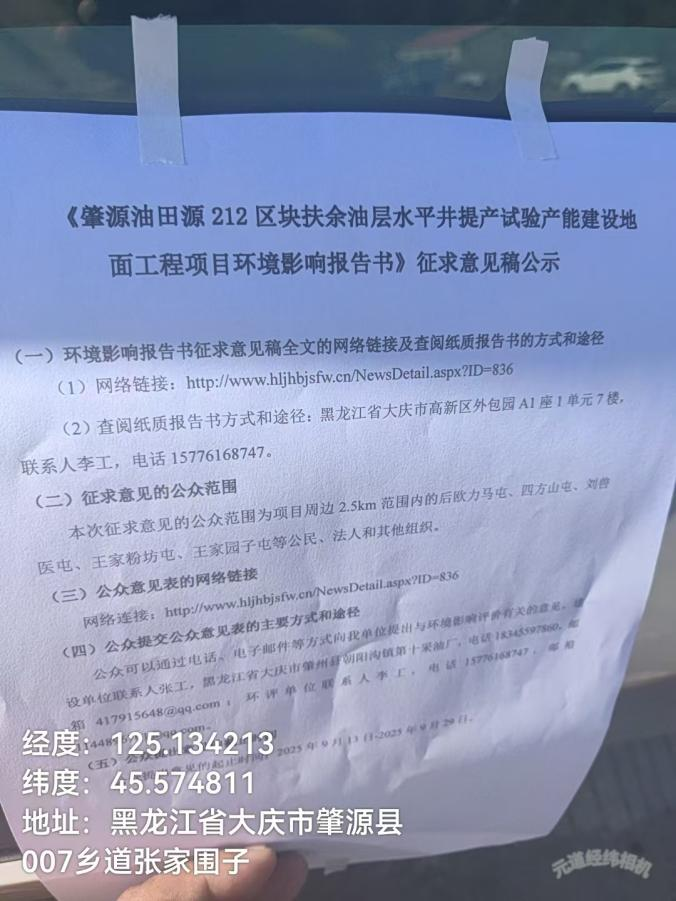 《肇源油田源 212 区块扶余油层水平井提产试验产能建设地
面工程项目环境影响报告书》征求意见稿公示
（一）环境影响报告书征求意见稿全文的网络链接及查阅纸质报告书的方式和途径
（1）网络链接：http://www.hljhbjsfw.cn/NewsDetail.aspx?ID=836
（2）查阅纸质报告书方式和途径：黑龙江省大庆市高新区外包园 A1 座 1 单元 7 楼，
联系人李工，电话 15776168747。
（二）征求意见的公众范围
本次征求意见的公众范围为项目周边 2.5km 范围内的后欧力马屯、四方山屯、刘兽
医屯、王家粉坊屯、王家园子屯等公民、法人和其他组织。
（三）公众意见表的网络链接
网络连接：http://www.hljhbjsfw.cn/NewsDetail.aspx?ID=836
（四）公众提交公众意见表的主要方式和途径
公众可以通过电话、电子邮件等方式向我单位提出与环境影响评价有关的意见，建
设单位联系人张工，黑龙江省大庆市肇州县朝阳沟镇第十采油厂，电话 18345597860，邮
箱 417915648@qq.com；环评单位联系人李工，电话 15776168747，邮箱
（五）公众
意见的起止时间：2025 年 9 月 13 日-2025 年 9 月 29 日。
经度：125.134213
纬度：45.574811
地址：黑龙江省大庆市肇源县
007乡道张家围子
元道经纬相机